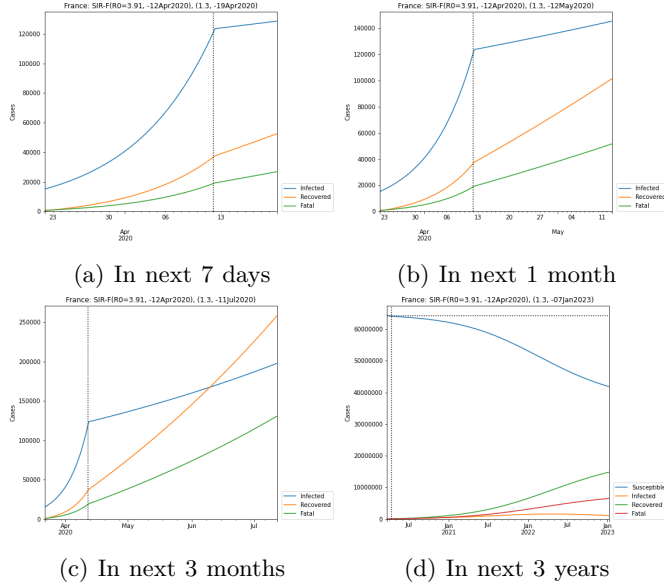 France: SIR-F(R0=3.91, -12Apr2020), (1.3, -19Apr2020)
120000
100000
80000
60000
40000
20000
0
Cases
23
30
06
13
Apr
2020
Infected
Recovered
Fatal
(a) In next 7 days
France: SIR-F(R0=3.91, -12Apr2020), (1.3, -12May2020)
140000
120000
100000
80000
60000
40000
20000
0
Cases
23
30
06
13
20
27
04
11
Apr
2020
May
Infected
Recovered
Fatal
(b) In next 1 month
France: SIR-F(R0=3.91, -12Apr2020), (1.3, -11Jul2020)
250000
200000
150000
100000
50000
0
Cases
Apr
2020
May
Jun
Jul
Infected
Recovered
Fatal
(c) In next 3 months
France: SIR-F(R0=3.91, -12Apr2020), (1.3, -07Jan2023)
60000000
50000000
40000000
30000000
20000000
10000000
0
Cases
Jul
Jan
2021
Jul
Jan
2022
Jul
Jan
2023
Susceptible
Infected
Recovered
Fatal
(d) In next 3 years